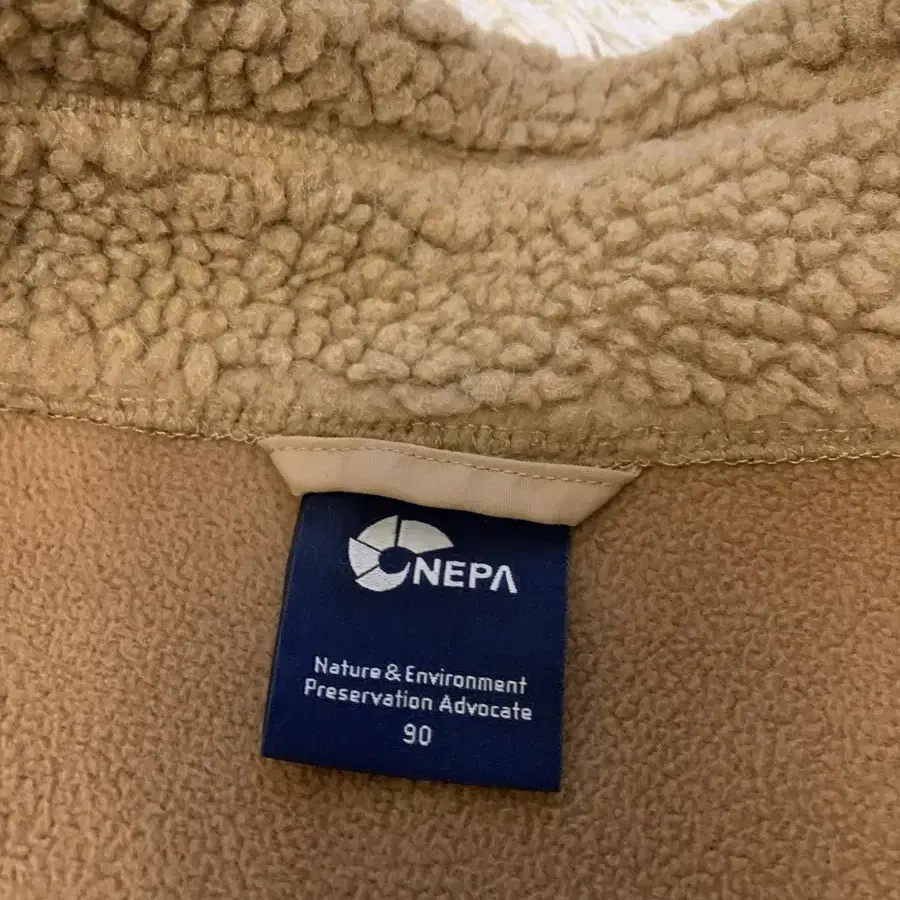 NEPA
Nature & Environment
Preservation Advocate
90